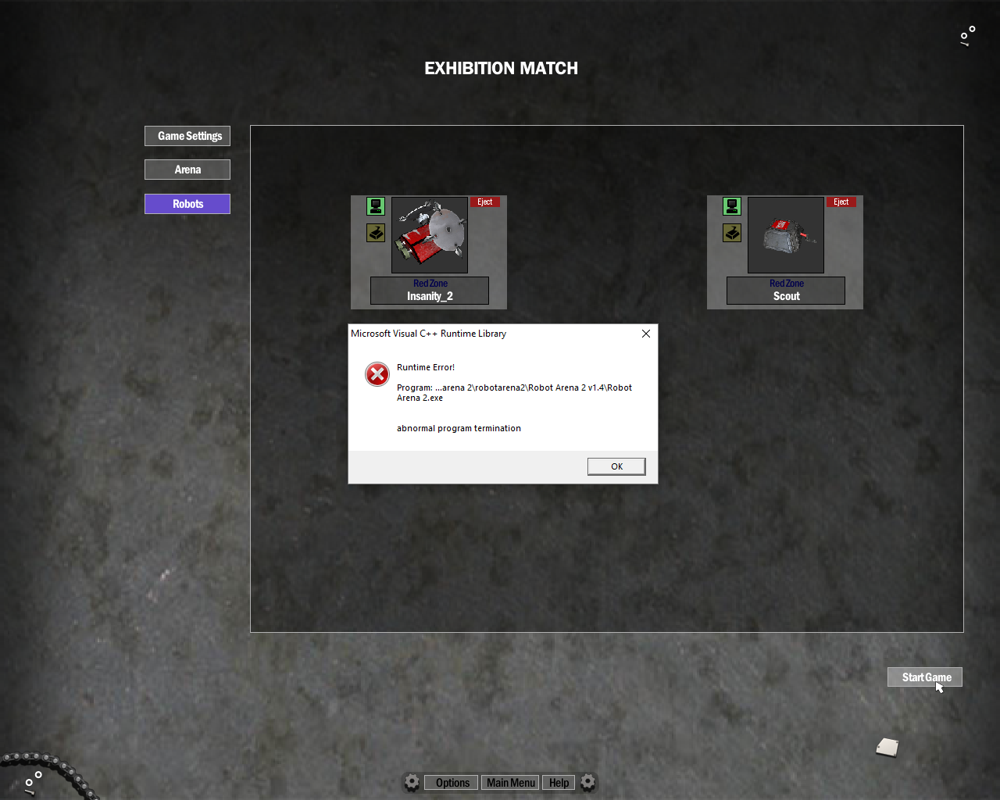 EXHIBITION MATCH
Game Settings
Arena
Robots
Eject
Red Zone
Insanity_2
Eject
Red Zone
Scout
Microsoft Visual C++ Runtime Library
Runtime Error!
Program: ...arena 2\robotarena2\Robot Arena 2 v1.4\Robot
Arena 2.exe
abnormal program termination
OK
Start Game
Options
Main Menu
Help